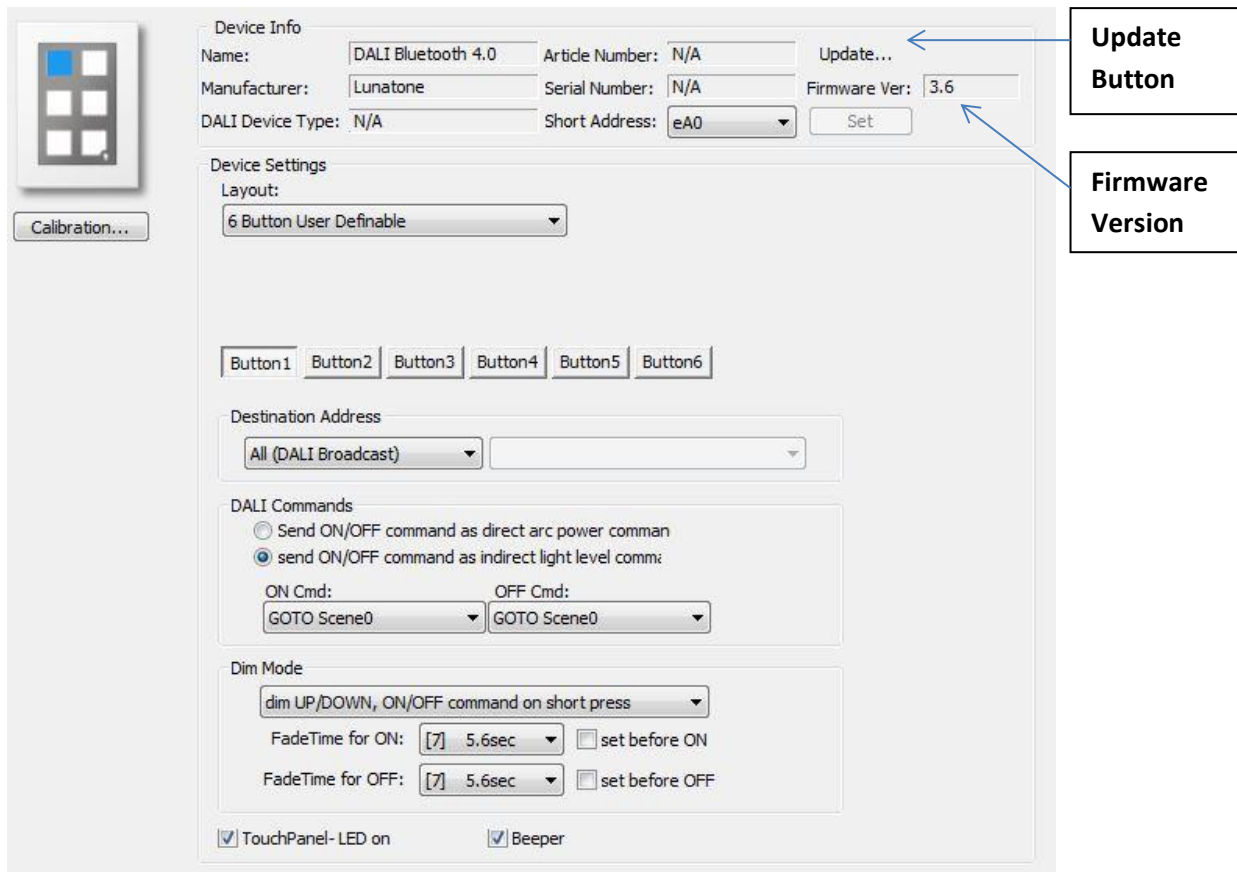 Device Info
Name: DALI Bluetooth 4.0 Article Number: N/A Update...
Manufacturer: Lunatone Serial Number: N/A Firmware Ver: 3.6
DALI Device Type: N/A Short Address: eA0 Set
Update
Button
Firmware
Version
Calibration...
Device Settings
Layout:
6 Button User Definable
Button1 Button2 Button3 Button4 Button5 Button6
Destination Address
All (DALI Broadcast)
DALI Commands
Send ON/OFF command as direct arc power comman
send ON/OFF command as indirect light level comma
ON Cmd: OFF Cmd:
GOTO Scene0 GOTO Scene0
Dim Mode
dim UP/DOWN, ON/OFF command on short press
FadeTime for ON: [7] 5.6sec set before ON
FadeTime for OFF: [7] 5.6sec set before OFF
TouchPanel-LED on Beeper